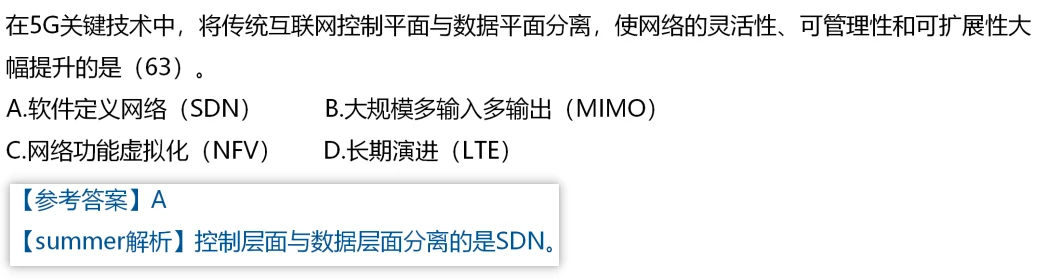 在5G关键技术中，将传统互联网控制平面与数据平面分离，使网络的灵活性、可管理性和可扩展性大
幅提升的是（63）。
A.软件定义网络（SDN） B.大规模多输入多输出（MIMO）
C.网络功能虚拟化（NFV） D.长期演进（LTE）
【参考答案】A
【summer解析】控制层面与数据层面分离的是SDN。